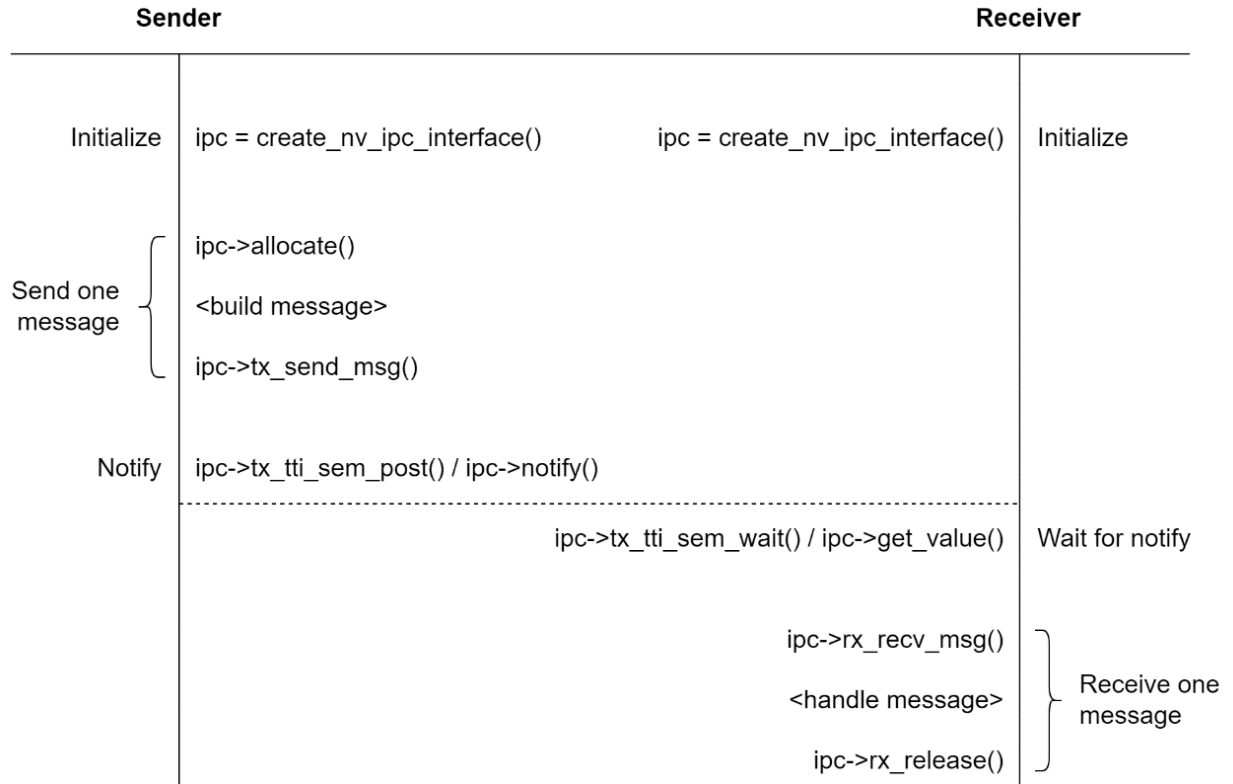 Sender
Receiver
Initialize
ipc = create_nv_ipc_interface()
ipc = create_nv_ipc_interface()
Initialize
Send one
message
ipc->allocate()
<build message>
ipc->tx_send_msg()
Notify
ipc->tx_tti_sem_post() / ipc->notify()
ipc->tx_tti_sem_wait() / ipc->get_value()
Wait for notify
ipc->rx_recv_msg()
<handle message>
ipc->rx_release()
Receive one
message